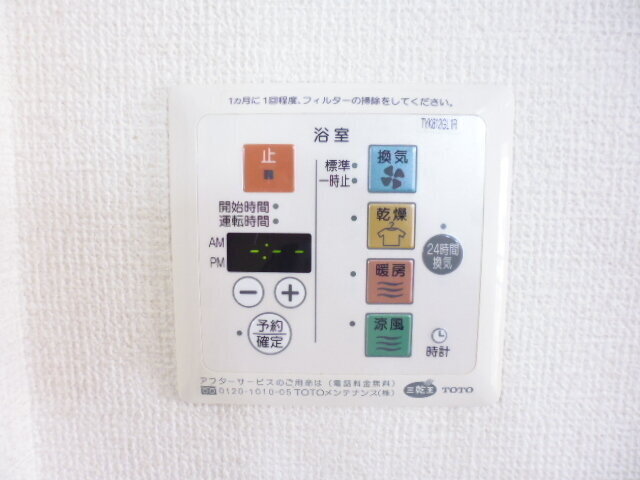 1ヵ月に1回程度、フィルターの掃除をしてください。
浴室
止
標準
一時止
換気
開始時間
運転時間
乾燥
AM
PM
-:--
24時間
換気
暖房
予約
確定
涼風
時計
アフターサービスのご用命は（電話料金無料）
0120-1010-05 TOTOメンテナンス(株)
三乾王
TOTO